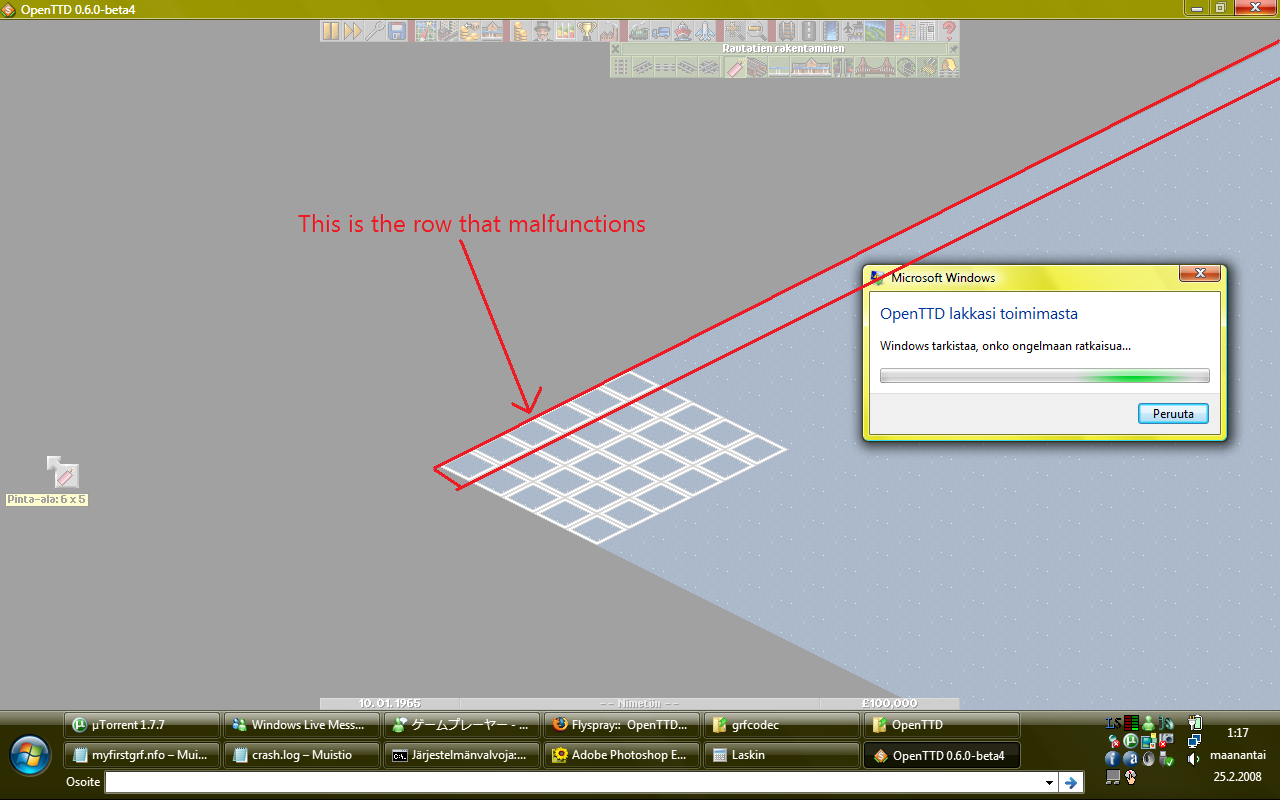 OpenTTD 0.6.0-beta4
Rautatien rakentaminen
This is the row that malfunctions
Microsoft Windows
OpenTTD lakkasi toimimasta
Windows tarkistaa, onko ongelmaan ratkaisua...
Peruuta
Pinta-ala: 6 x 5
10.01.1965
-- Nimetön --
£100,000
µTorrent 1.7.7
Windows Live Mess...
ゲームプレーヤー - ...
Flyspray:: OpenTTD...
grfcodec
OpenTTD
myfirstgrf.nfo – Mui...
crash.log – Muistio
Järjestelmänvalvoja:...
Adobe Photoshop E...
Laskin
OpenTTD 0.6.0-beta4
1:17
maanantai
25.2.2008
Osoite